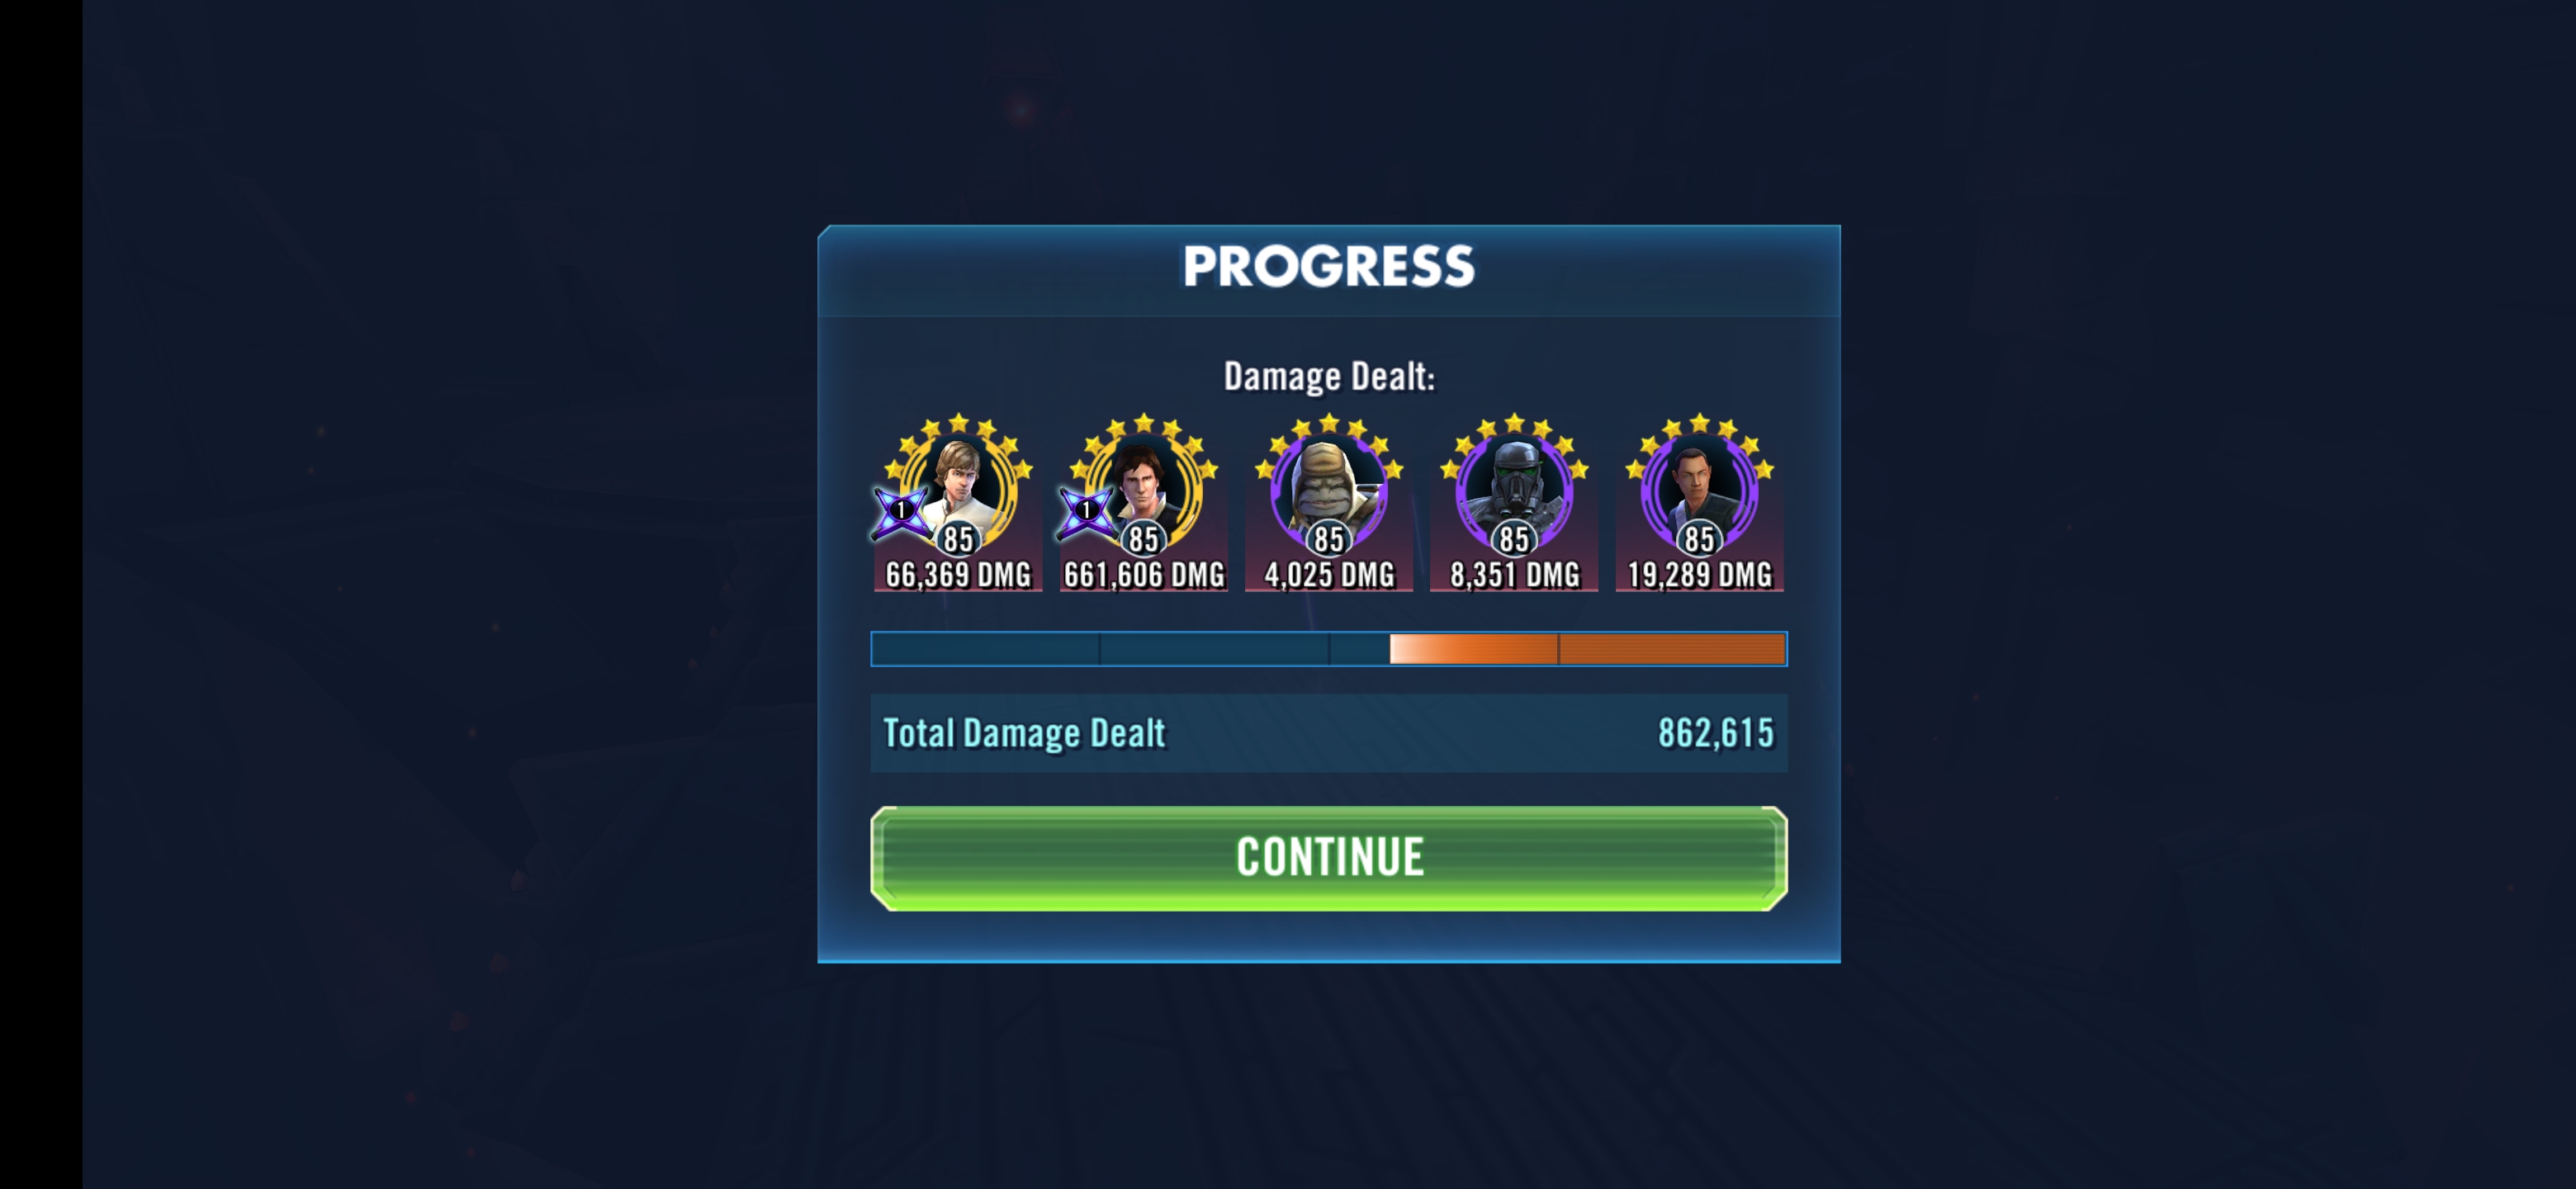 PROGRESS
Damage Dealt:
1 85 1 85 85 85 85
66,369 DMG 661,606 DMG 4,025 DMG 8,351 DMG 19,289 DMG
Total Damage Dealt 862,615
CONTINUE